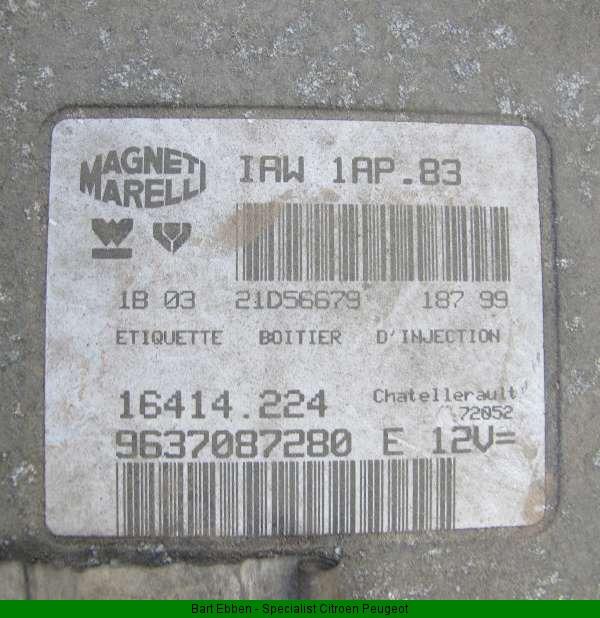 MAGNETI
MARELLI
IAW 1AP.83
1B 03 21D56679 187 99
ETIQUETTE BOITIER D'INJECTION
16414.224 Chatellerault
72052
9637087280 E 12V=
Bart Ebben - Specialist Citroen Peugeot